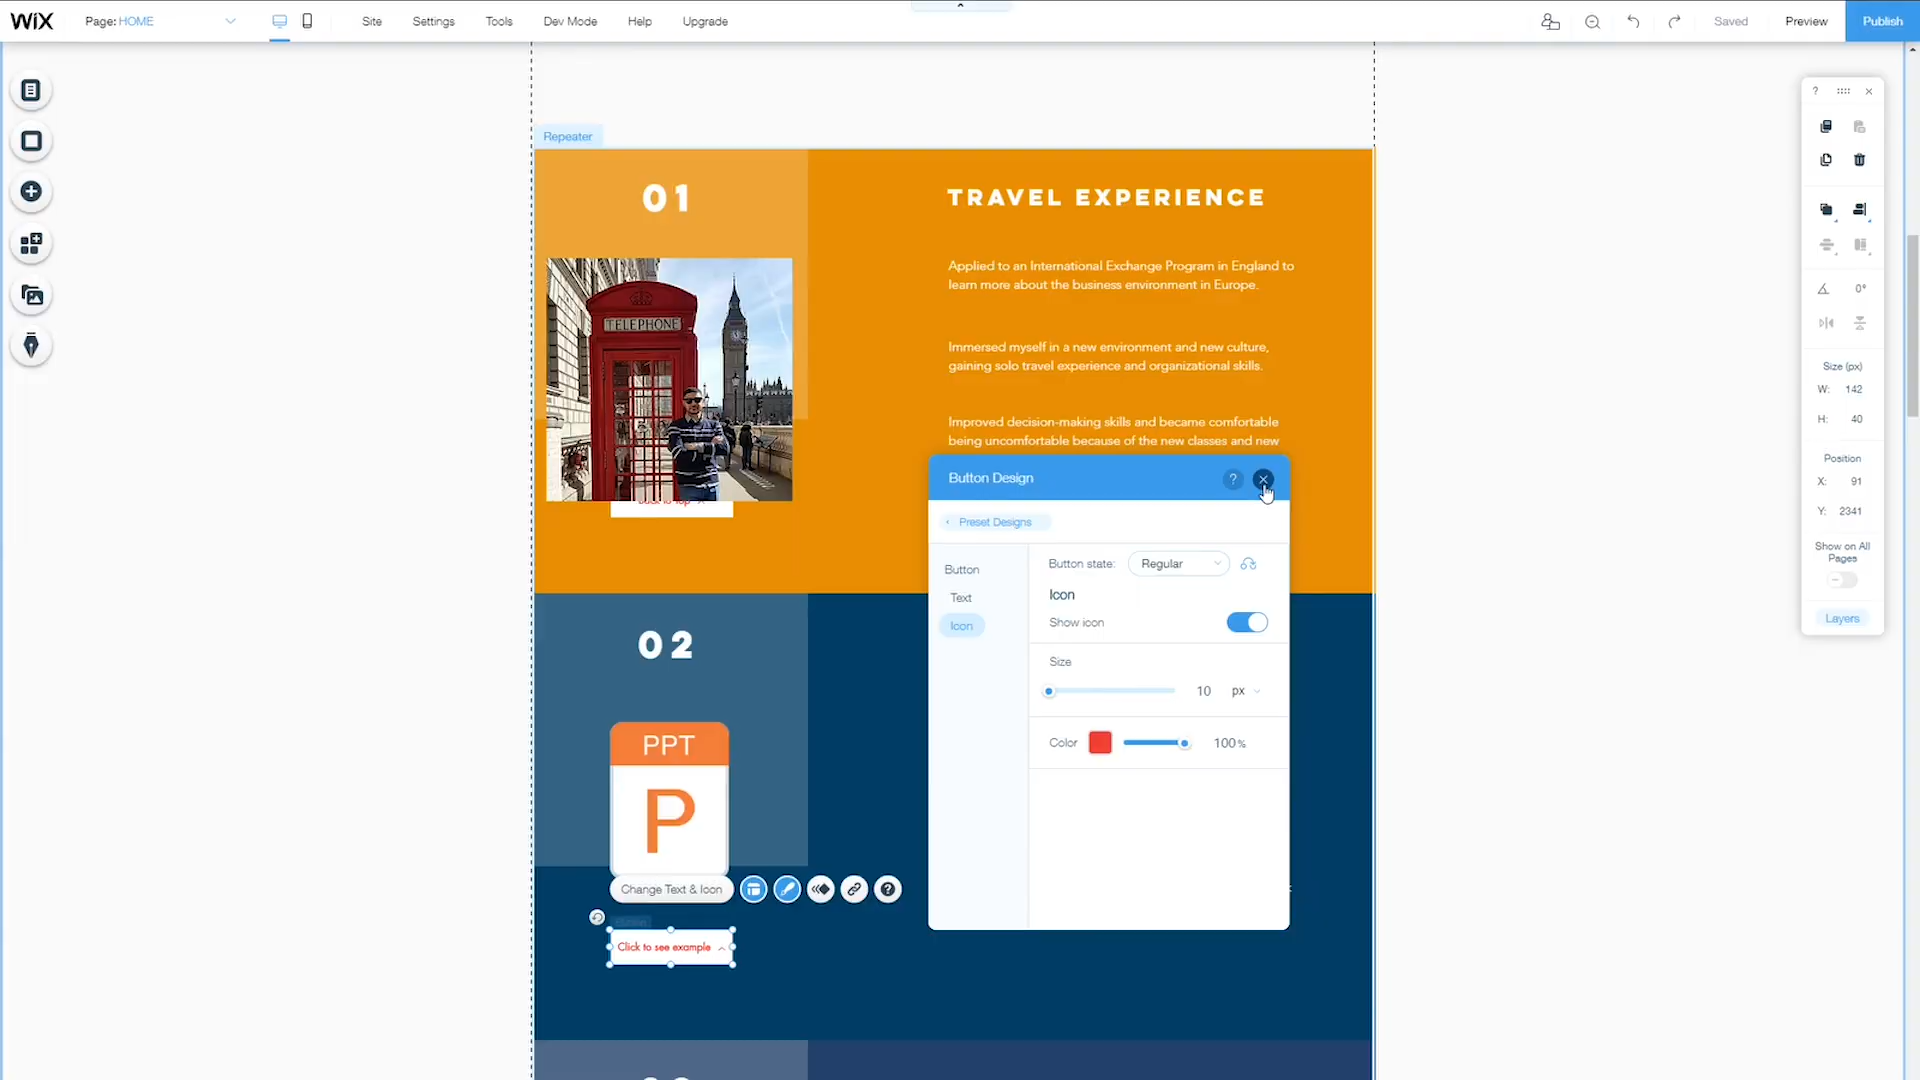 WiX
Page: HOME
Site
Settings
Tools
Dev Mode
Help
Upgrade
Saved
Preview
Publish
Repeater
01
TRAVEL EXPERIENCE
Applied to an International Exchange Program in England to
learn more about the business environment in Europe.
Immersed myself in a new environment and new culture,
gaining solo travel experience and organizational skills.
Improved decision-making skills and became comfortable
being uncomfortable because of the new classes and new
TELEPHONE
Button Design
?
Preset Designs
Button
Text
Icon
Button state:
Regular
Icon
Show icon
Size
10
px
Color
100%
02
PPT
P
Change Text & Icon
?
Click to see example
?
0°
Size (px)
W: 142
H: 40
Position
X: 91
Y: 2341
Show on All
Pages
Layers